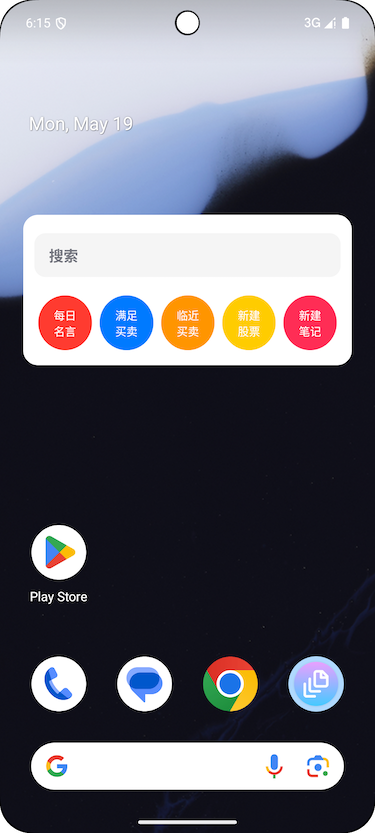 6:15
3G
Mon, May 19
搜索
每日
名言
满足
买卖
临近
买卖
新建
股票
新建
笔记
Play Store